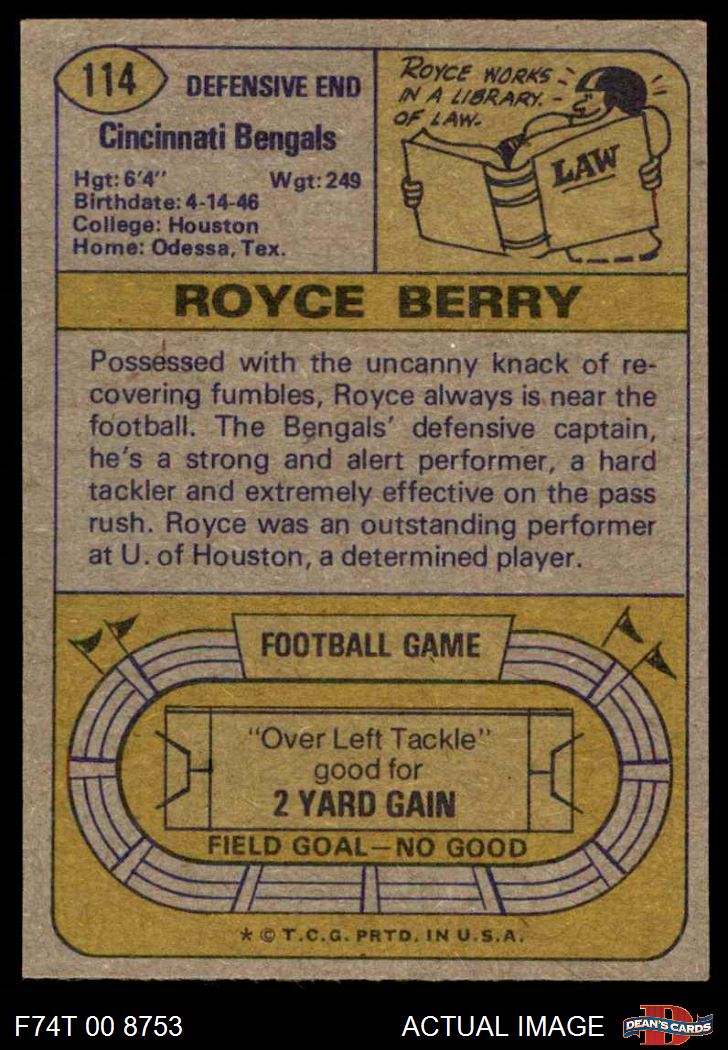 114
DEFENSIVE END
Cincinnati Bengals
Hgt: 6'4" Wgt: 249
Birthdate: 4-14-46
College: Houston
Home: Odessa, Tex.
ROYCE WORKS
IN A LIBRARY
OF LAW.
LAW
ROYCE BERRY
Possessed with the uncanny knack of re-
covering fumbles, Royce always is near the
football. The Bengals' defensive captain,
he's a strong and alert performer, a hard
tackler and extremely effective on the pass
rush. Royce was an outstanding performer
at U. of Houston, a determined player.
FOOTBALL GAME
"Over Left Tackle"
good for
2 YARD GAIN
FIELD GOAL—NO GOOD
* © T.C.G. PRTD. IN U.S.A.
F74T 00 8753 ACTUAL IMAGE
DEAN'S CARDS